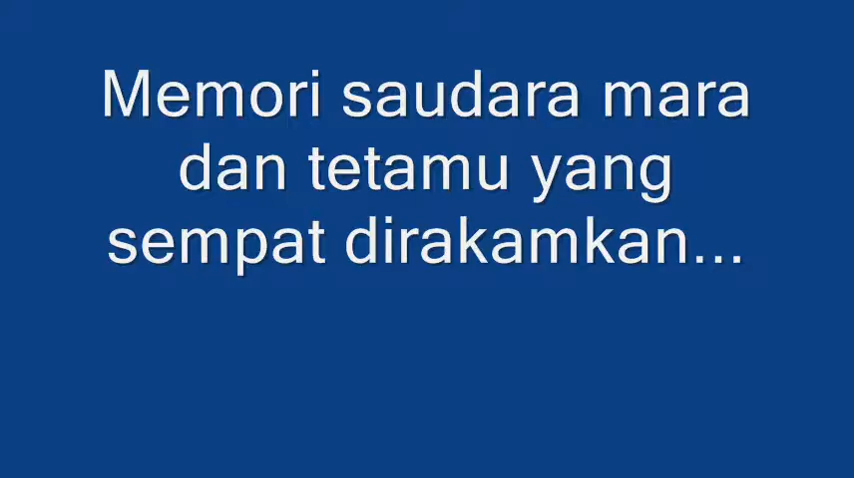 Memori saudara mara
dan tetamu yang
sempat dirakamkan...